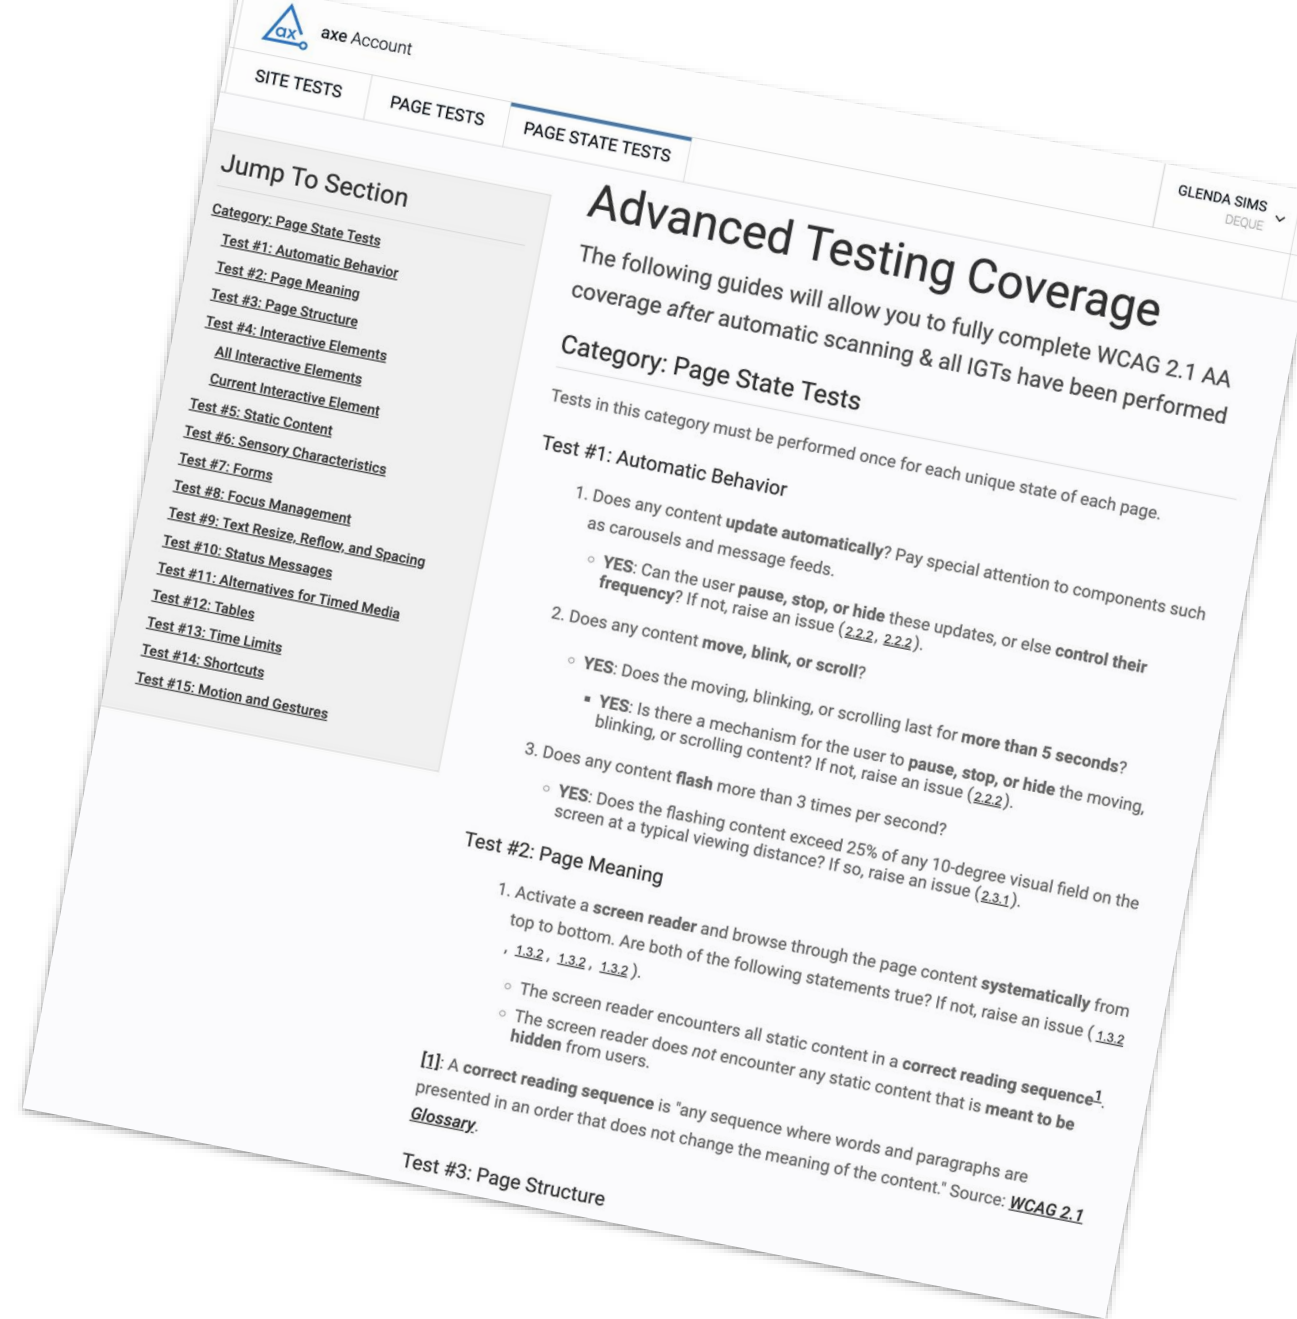 ax
axe Account
SITE TESTS
PAGE TESTS
PAGE STATE TESTS
GLENDA SIMS
DEQUE
Jump To Section
Category: Page State Tests
Test #1: Automatic Behavior
Test #2: Page Meaning
Test #3: Page Structure
Test #4: Interactive Elements
All Interactive Elements
Current Interactive Element
Test #5: Static Content
Test #6: Sensory Characteristics
Test #7: Forms
Test #8: Focus Management
Test #9: Text Resize, Reflow, and Spacing
Test #10: Status Messages
Test #11: Alternatives for Timed Media
Test #12: Tables
Test #13: Time Limits
Test #14: Shortcuts
Test #15: Motion and Gestures
Advanced Testing Coverage
The following guides will allow you to fully complete WCAG 2.1 AA
coverage after automatic scanning & all IGTs have been performed
Category: Page State Tests
Tests in this category must be performed once for each unique state of each page.
Test #1: Automatic Behavior
1. Does any content update automatically? Pay special attention to components such
as carousels and message feeds.
◦ YES: Can the user pause, stop, or hide these updates, or else control their
frequency? If not, raise an issue (2.2.2, 2.2.2).
2. Does any content move, blink, or scroll?
◦ YES: Does the moving, blinking, or scrolling last for more than 5 seconds?
▪ YES: Is there a mechanism for the user to pause, stop, or hide the moving,
blinking, or scrolling content? If not, raise an issue (2.2.2).
3. Does any content flash more than 3 times per second?
◦ YES: Does the flashing content exceed 25% of any 10-degree visual field on the
screen at a typical viewing distance? If so, raise an issue (2.3.1).
Test #2: Page Meaning
1. Activate a screen reader and browse through the page content systematically from
top to bottom. Are both of the following statements true? If not, raise an issue ( 1.3.2
, 1.3.2 , 1.3.2 , 1.3.2 ).
◦ The screen reader encounters all static content in a correct reading sequence1.
◦ The screen reader does not encounter any static content that is meant to be
hidden from users.
[1]: A correct reading sequence is "any sequence where words and paragraphs are
presented in an order that does not change the meaning of the content." Source: WCAG 2.1
Glossary.
Test #3: Page Structure